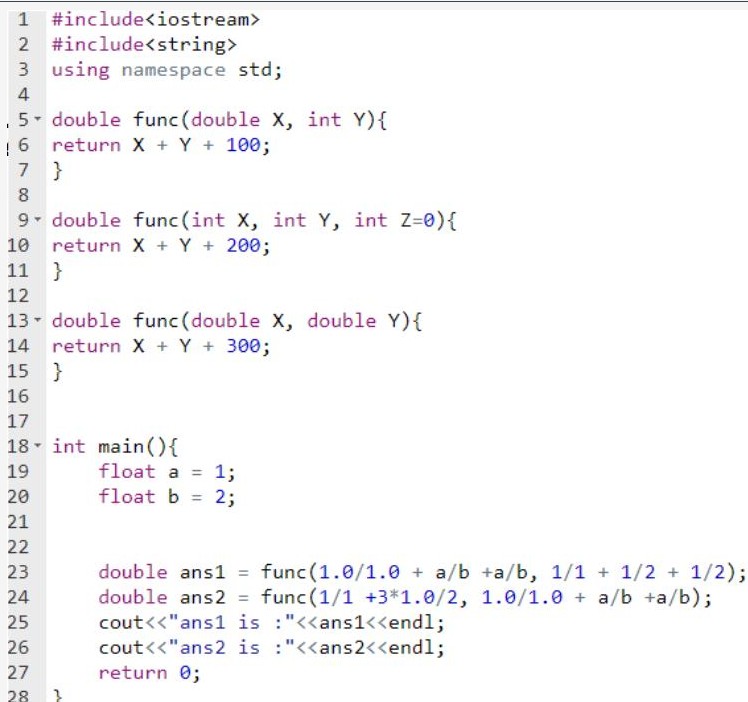 1 #include<iostream>
2 #include<string>
3 using namespace std;
4
5 double func(double X, int Y){
6 return X + Y + 100;
7 }
8
9 double func(int X, int Y, int Z=0){
10 return X + Y + 200;
11 }
12
13 double func(double X, double Y){
14 return X + Y + 300;
15 }
16
17
18 int main(){
19 float a = 1;
20 float b = 2;
21
22
23 double ans1 = func(1.0/1.0 + a/b +a/b, 1/1 + 1/2 + 1/2);
24 double ans2 = func(1/1 +3*1.0/2, 1.0/1.0 + a/b +a/b);
25 cout<<"ans1 is :"<<ans1<<endl;
26 cout<<"ans2 is :"<<ans2<<endl;
27 return 0;
28 }